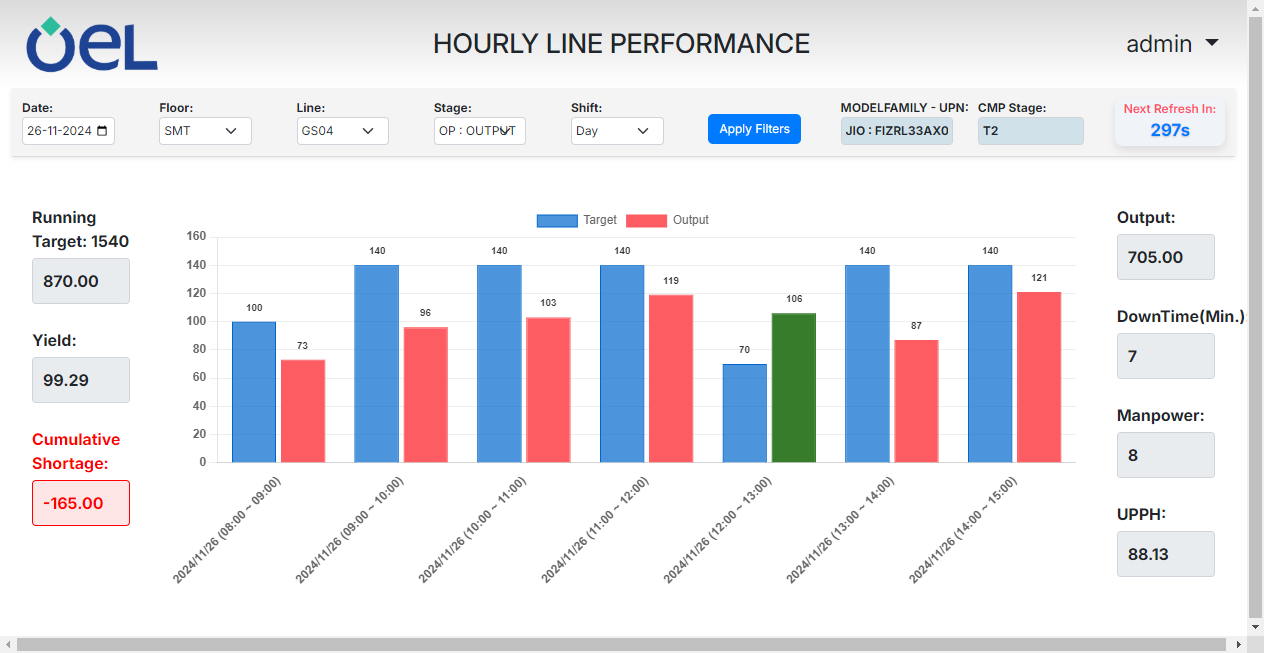 OEL
HOURLY LINE PERFORMANCE
admin
Date:
Floor:
Line:
Stage:
Shift:
MODELFAMILY - UPN:
CMP Stage:
Next Refresh In:
26-11-2024
SMT
GS04
OP : OUTPUT
Day
Apply Filters
JIO : FIZRL33AX0
T2
297s
Running
Target: 1540
870.00
Yield:
99.29
Cumulative
Shortage:
-165.00
Target
Output
160
140
120
100
80
60
40
20
0
100
73
140
96
140
103
140
119
70
106
140
87
140
121
2024/11/26 (08:00 ~ 09:00)
2024/11/26 (09:00 ~ 10:00)
2024/11/26 (10:00 ~ 11:00)
2024/11/26 (11:00 ~ 12:00)
2024/11/26 (12:00 ~ 13:00)
2024/11/26 (13:00 ~ 14:00)
2024/11/26 (14:00 ~ 15:00)
Output:
705.00
DownTime(Min.):
7
Manpower:
8
UPPH:
88.13